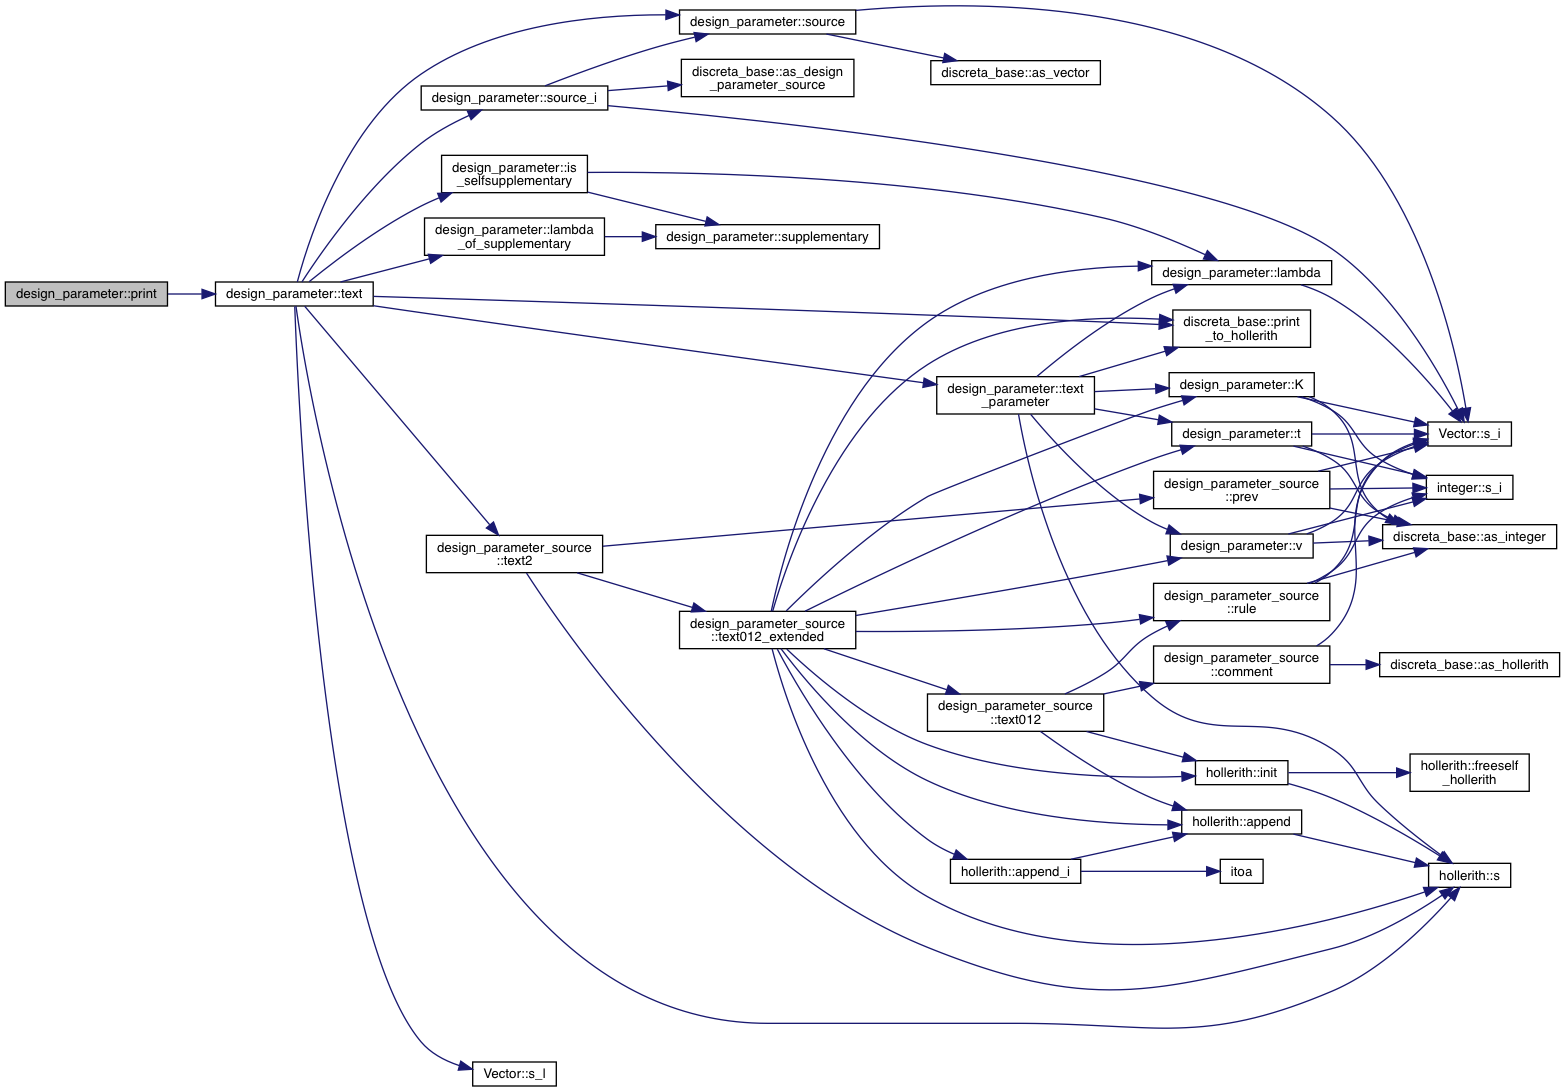 design_parameter::source
discreta_base::as_design
_parameter_source
discreta_base::as_vector
design_parameter::source_i
design_parameter::is
_selfsupplementary
design_parameter::lambda
_of_supplementary
design_parameter::supplementary
design_parameter::print
design_parameter::text
design_parameter::lambda
discreta_base::print
_to_hollerith
design_parameter::text
_parameter
design_parameter::K
design_parameter::t
Vector::s_i
design_parameter_source
::prev
integer::s_i
design_parameter_source
::text2
design_parameter::v
discreta_base::as_integer
design_parameter_source
::rule
design_parameter_source
::text012_extended
design_parameter_source
::comment
discreta_base::as_hollerith
design_parameter_source
::text012
hollerith::init
hollerith::freeself
_hollerith
hollerith::append
hollerith::append_i
itoa
hollerith::s
Vector::s_l